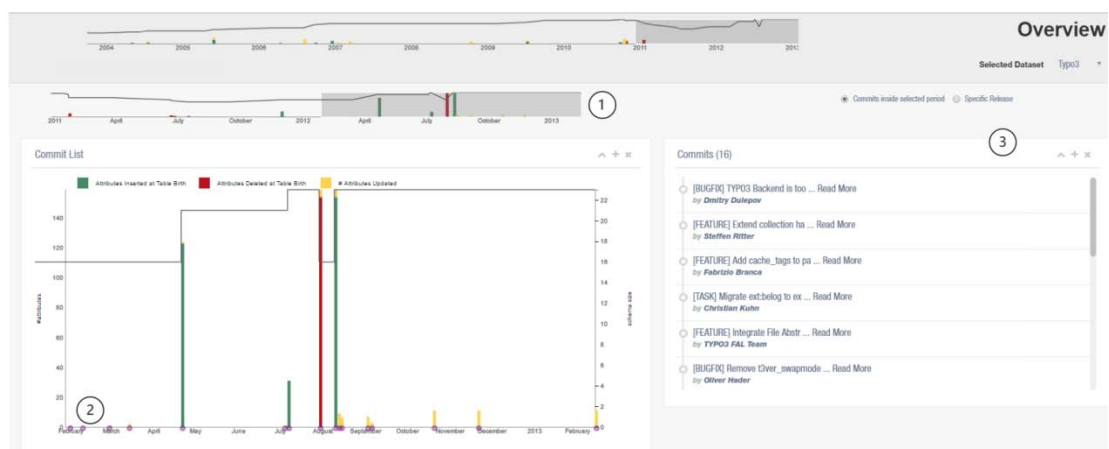 Overview
2004 2005 2006 2007 2008 2009 2010 2011 2012 201
Selected Dataset Typo3
1
Commits inside selected period Specific Release
2011 April July October 2012 April July October 2013
3
Commit List
Commits (16)
Attributes Inserted at Table Birth Attributes Deleted at Table Birth # Attributes Updated
[BUGFIX] TYPO3 Backend is too ... Read More
by Dmitry Dulepov
[FEATURE] Extend collection ha ... Read More
by Steffen Ritter
[FEATURE] Add cache_tags to pa ... Read More
by Fabrizio Branca
[TASK] Migrate ext:belog to ex ... Read More
by Christian Kuhn
[FEATURE] Integrate File Abstr ... Read More
by TYPO3 FAL Team
[BUGFIX] Remove t3ver_swapmode ... Read More
by Oliver Hader
140
120
100
80
60
40
20
0
#attributes
22
20
18
16
14
12
10
8
6
4
2
0
2
February March April May June July August September October November December 2013 February